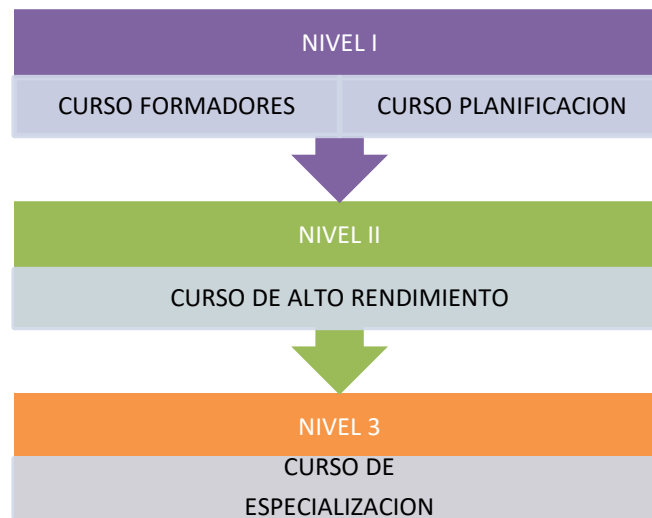 NIVEL I
CURSO FORMADORES CURSO PLANIFICACION
NIVEL II
CURSO DE ALTO RENDIMIENTO
NIVEL 3
CURSO DE
ESPECIALIZACION